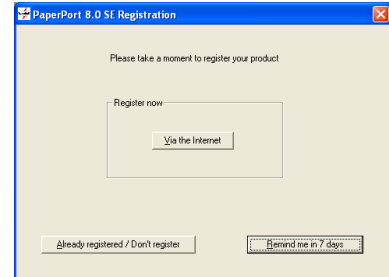 PaperPort 8.0 SE Registration
Please take a moment to register your product
Register now
Via the Internet
Already registered / Don't register
Remind me in 7 days